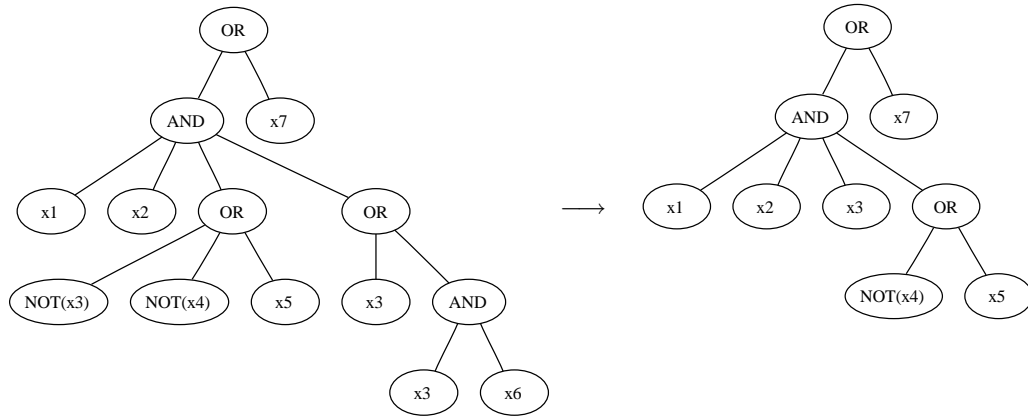 OR
OR
AND
x7
AND
x7
x1
x2
OR
OR
⟶
x1
x2
x3
OR
NOT(x3)
NOT(x4)
x5
x3
AND
NOT(x4)
x5
x3
x6